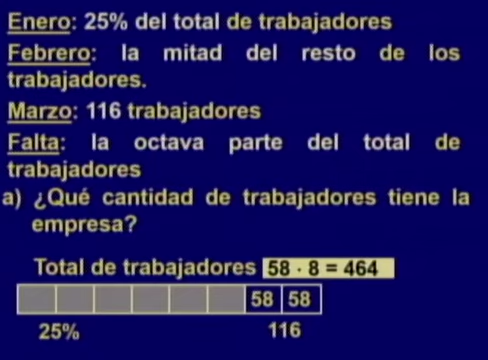 Enero: 25% del total de trabajadores
Febrero: la mitad del resto de los
trabajadores.
Marzo: 116 trabajadores
Falta: la octava parte del total de
trabajadores
a) ¿Qué cantidad de trabajadores tiene la
empresa?
Total de trabajadores 58 · 8 = 464
58 58
25% 116